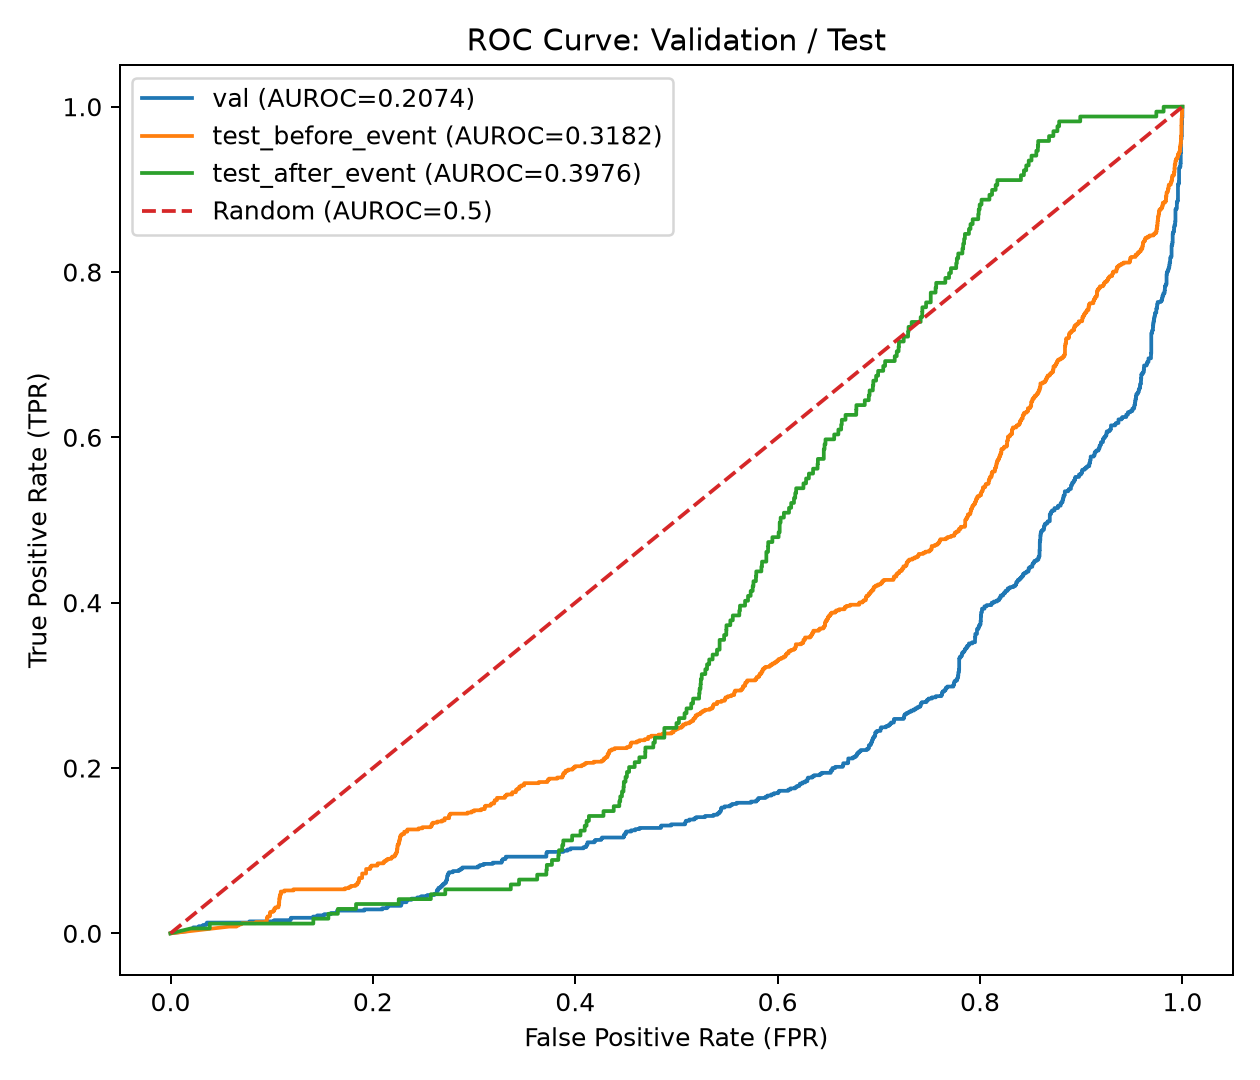 ROC Curve: Validation / Test
val (AUROC=0.2074)
test_before_event (AUROC=0.3182)
test_after_event (AUROC=0.3976)
Random (AUROC=0.5)
True Positive Rate (TPR)
1.0
0.8
0.6
0.4
0.2
0.0
0.0 0.2 0.4 0.6 0.8 1.0
False Positive Rate (FPR)